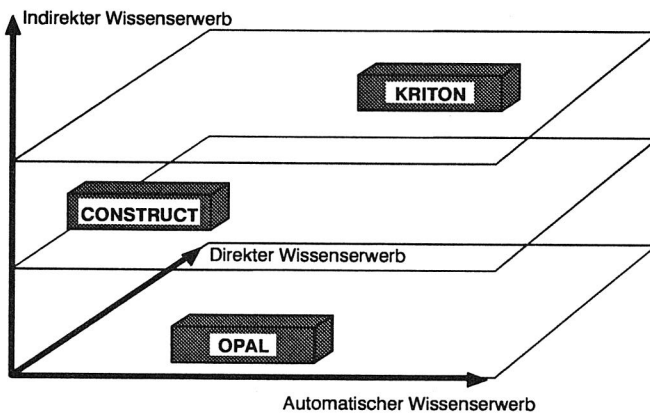 Indirekter Wissenserwerb
KRITON
CONSTRUCT
Direkter Wissenserwerb
OPAL
Automatischer Wissenserwerb